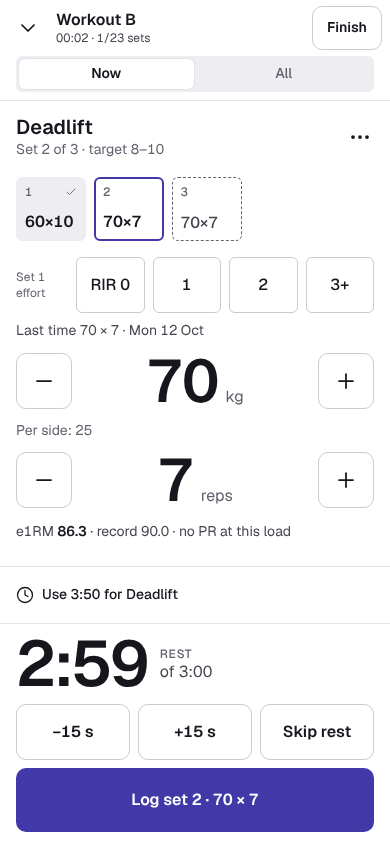 Workout B
00:02 · 1/23 sets
Finish
Now
All
Deadlift
Set 2 of 3 · target 8–10
1
60×10
2
70×7
3
70×7
Set 1
effort
RIR 0
1
2
3+
Last time 70 × 7 · Mon 12 Oct
−
70 kg
+
Per side: 25
−
7 reps
+
e1RM 86.3 · record 90.0 · no PR at this load
Use 3:50 for Deadlift
2:59
REST
of 3:00
−15 s
+15 s
Skip rest
Log set 2 · 70 × 7